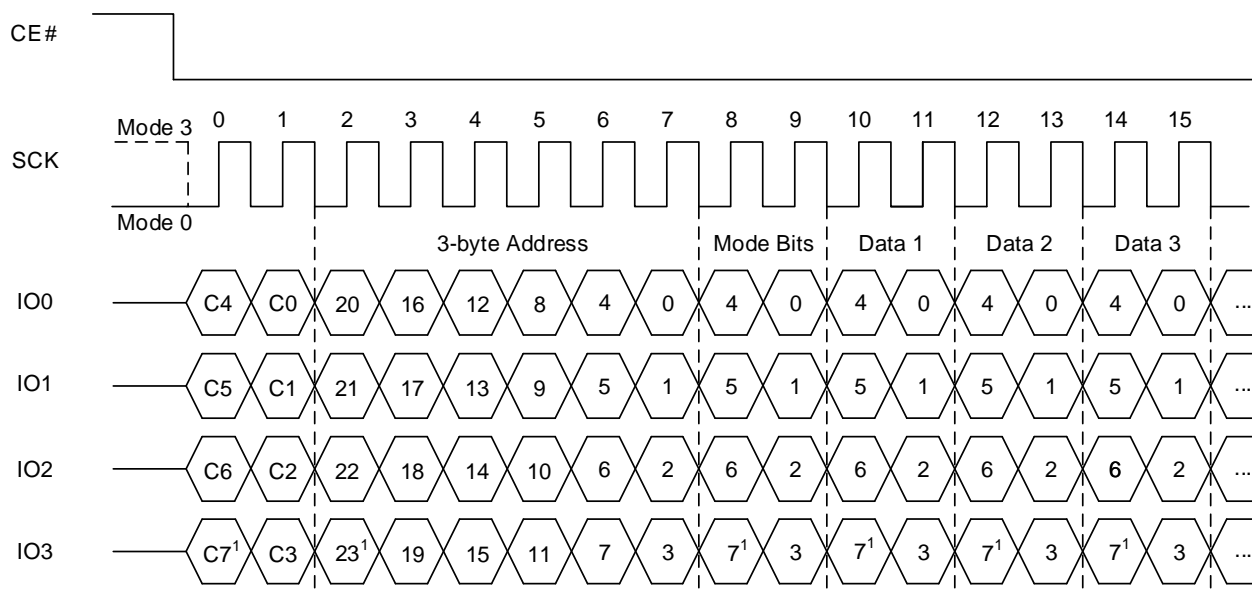 CE#
Mode 3 0 1 2 3 4 5 6 7 8 9 10 11 12 13 14 15
SCK
Mode 0
3-byte Address Mode Bits Data 1 Data 2 Data 3
IO0 C4 C0 20 16 12 8 4 0 4 0 4 0 4 0 4 0 ...
IO1 C5 C1 21 17 13 9 5 1 5 1 5 1 5 1 5 1 ...
IO2 C6 C2 22 18 14 10 6 2 6 2 6 2 6 2 6 2 ...
IO3 C7¹ C3 23¹ 19 15 11 7 3 7¹ 3 7¹ 3 7¹ 3 7¹ 3 ...